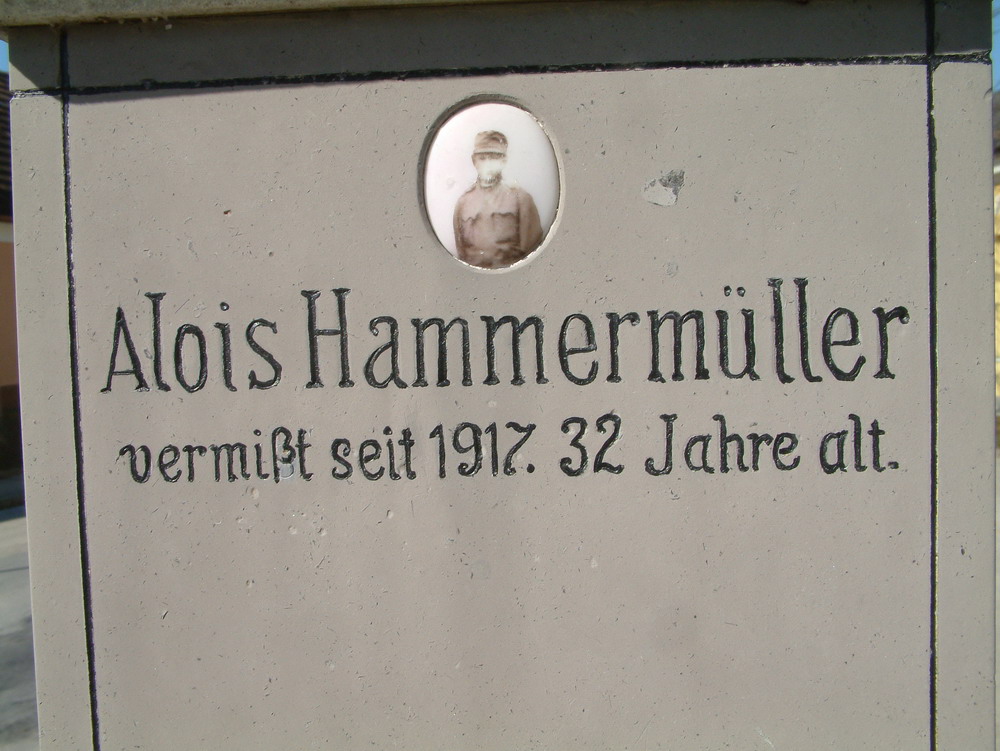 Alois Hammermüller
vermißt seit 1917. 32 Jahre alt.